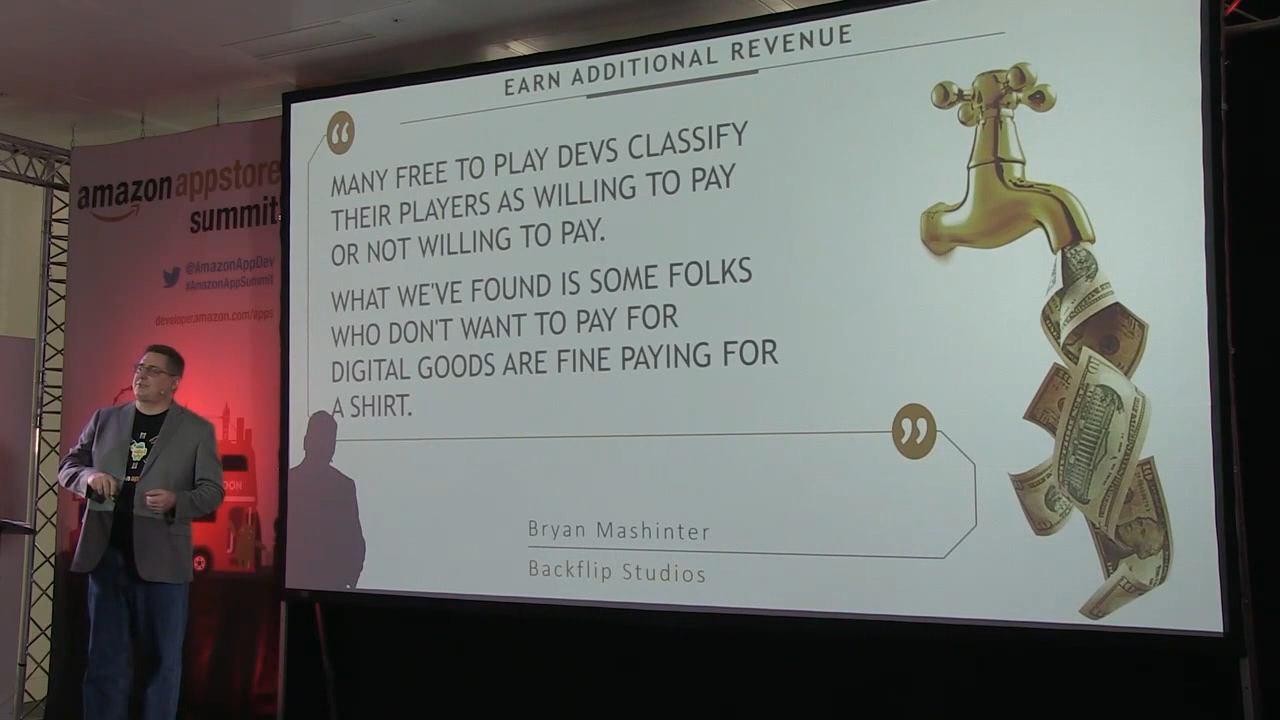 EARN ADDITIONAL REVENUE
“
MANY FREE TO PLAY DEVS CLASSIFY
THEIR PLAYERS AS WILLING TO PAY
OR NOT WILLING TO PAY.
WHAT WE'VE FOUND IS SOME FOLKS
WHO DON'T WANT TO PAY FOR
DIGITAL GOODS ARE FINE PAYING FOR
A SHIRT.
”
Bryan Mashinter
Backflip Studios
amazon appstore
summit
@AmazonAppDev
#AmazonAppSummit
developer.amazon.com/apps